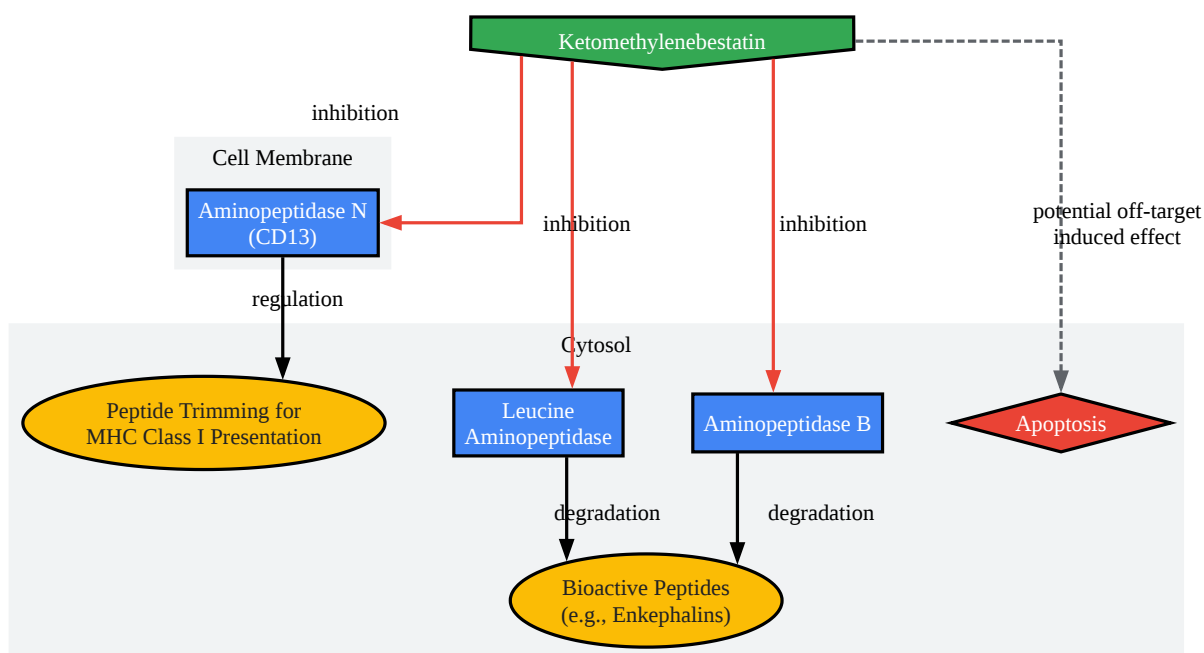 Ketomethylenebestatin
inhibition
Cell Membrane
Aminopeptidase N
(CD13)
inhibition
inhibition
potential off-target
induced effect
regulation
Cytosol
Peptide Trimming for
MHC Class I Presentation
Leucine
Aminopeptidase
Aminopeptidase B
Apoptosis
degradation
degradation
Bioactive Peptides
(e.g., Enkephalins)